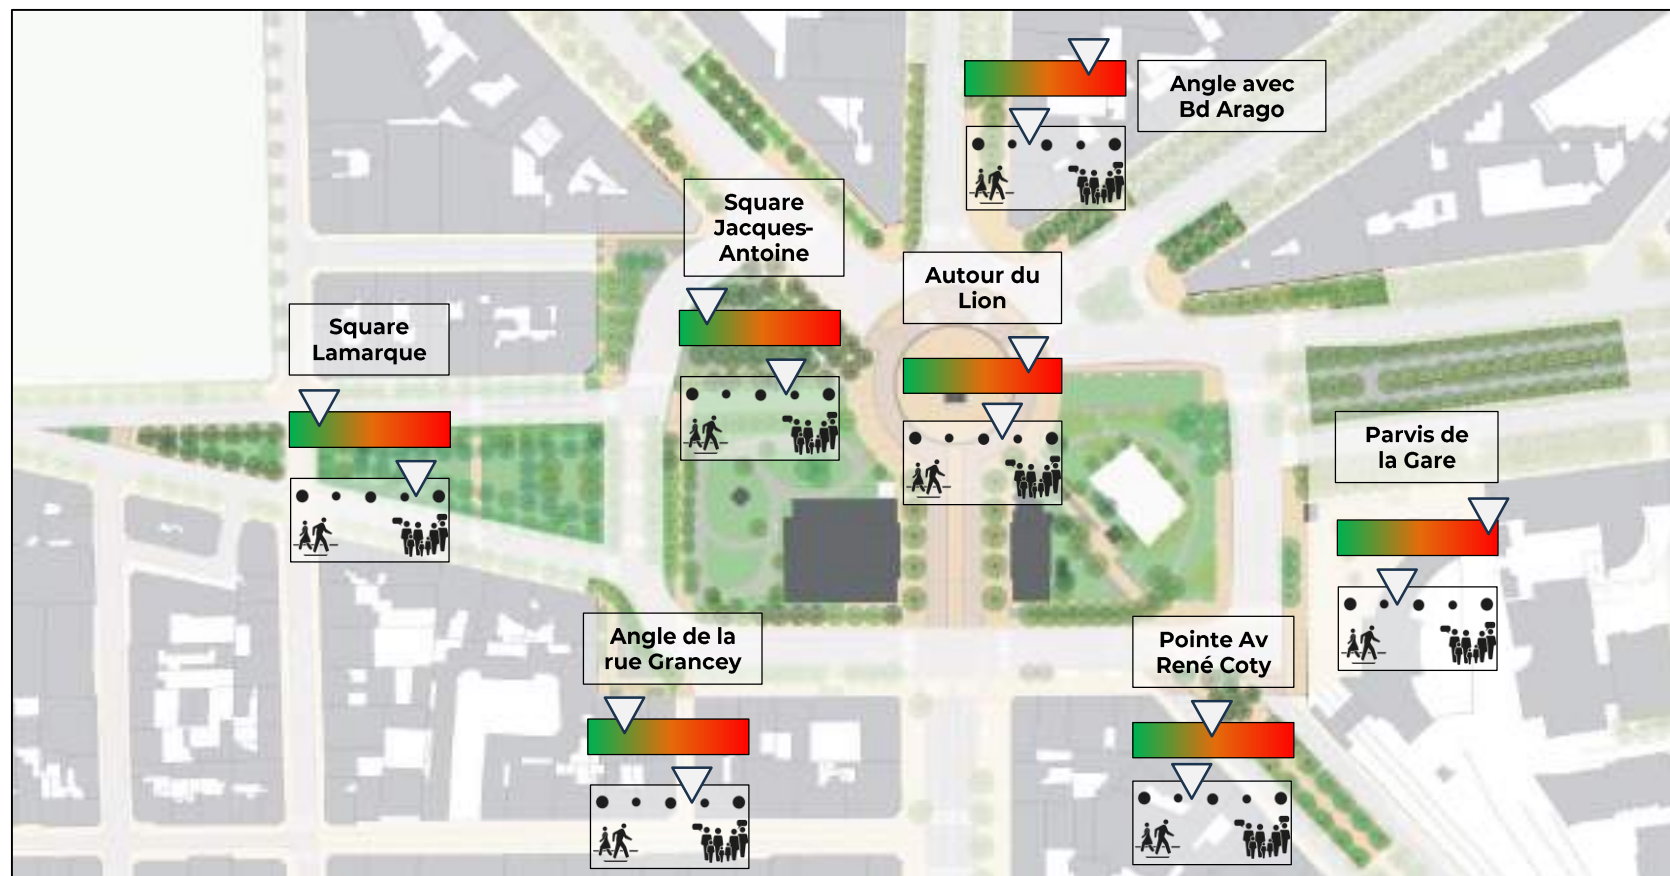 Angle avec
Bd Arago
Square
Jacques-
Antoine
Autour du
Lion
Square
Lamarque
Parvis de
la Gare
Angle de la
rue Grancey
Pointe Av
René Coty